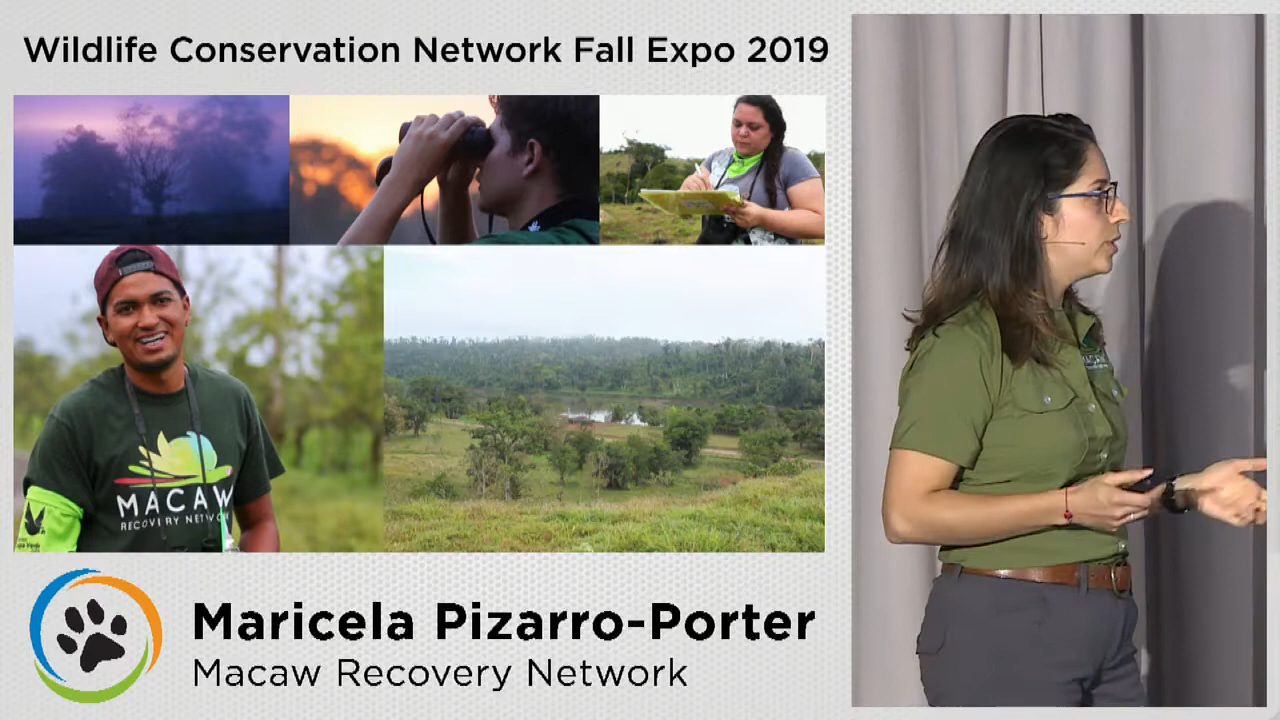 Wildlife Conservation Network Fall Expo 2019
MACAW
RECOVERY NETWORK
Maricela Pizarro-Porter
Macaw Recovery Network